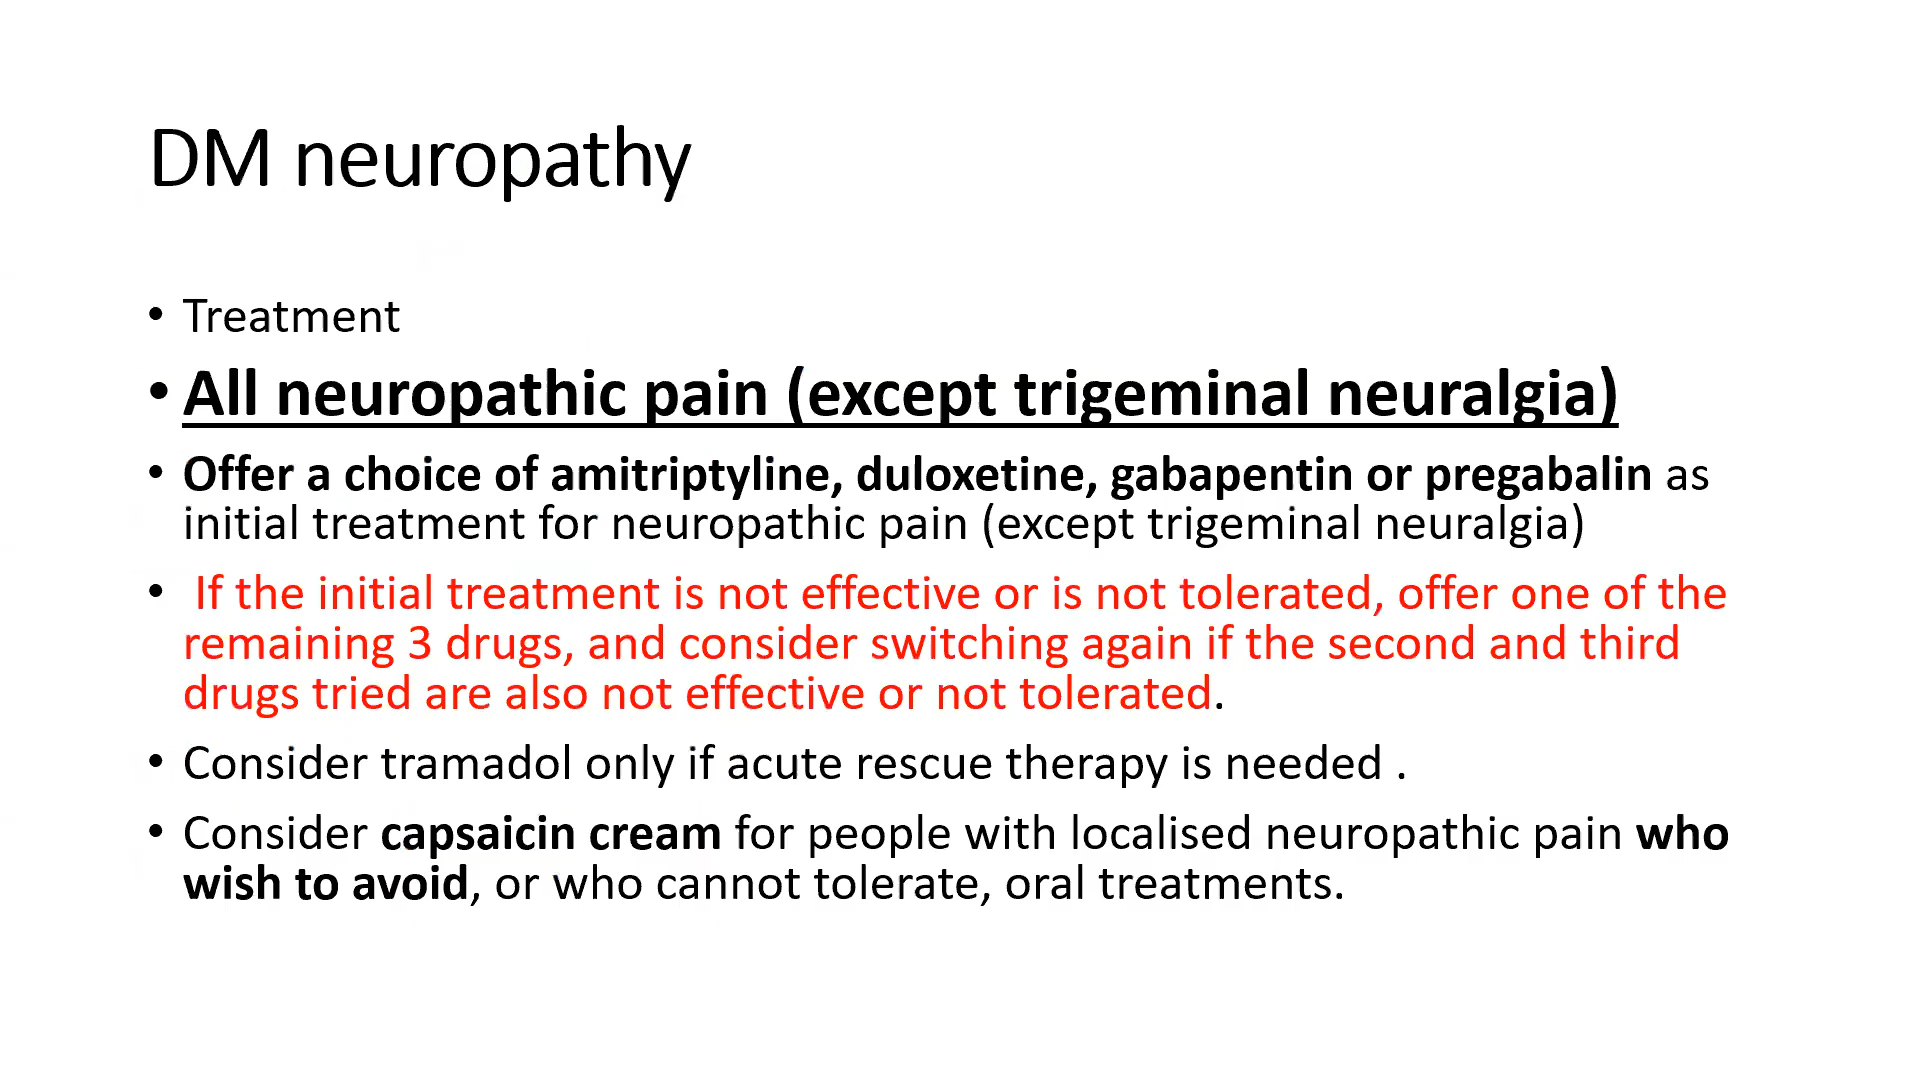 DM neuropathy
• Treatment
• All neuropathic pain (except trigeminal neuralgia)
• Offer a choice of amitriptyline, duloxetine, gabapentin or pregabalin as
initial treatment for neuropathic pain (except trigeminal neuralgia)
• If the initial treatment is not effective or is not tolerated, offer one of the
remaining 3 drugs, and consider switching again if the second and third
drugs tried are also not effective or not tolerated.
• Consider tramadol only if acute rescue therapy is needed .
• Consider capsaicin cream for people with localised neuropathic pain who
wish to avoid, or who cannot tolerate, oral treatments.